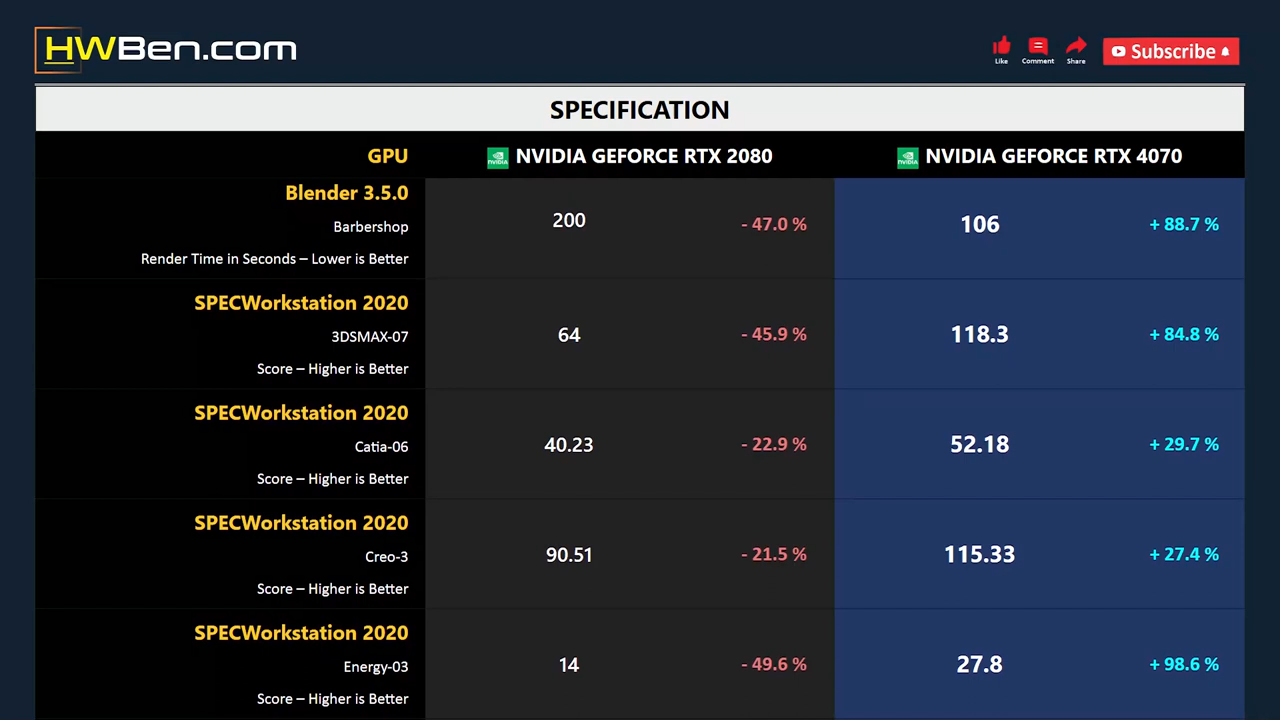 HWBen.com
Like
Comment
Share
Subscribe
SPECIFICATION
GPU NVIDIA NVIDIA GEFORCE RTX 2080 NVIDIA NVIDIA GEFORCE RTX 4070
Blender 3.5.0
Barbershop 200 - 47.0 % 106 + 88.7 %
Render Time in Seconds – Lower is Better
SPECWorkstation 2020
3DSMAX-07 64 - 45.9 % 118.3 + 84.8 %
Score – Higher is Better
SPECWorkstation 2020
Catia-06 40.23 - 22.9 % 52.18 + 29.7 %
Score – Higher is Better
SPECWorkstation 2020
Creo-3 90.51 - 21.5 % 115.33 + 27.4 %
Score – Higher is Better
SPECWorkstation 2020
Energy-03 14 - 49.6 % 27.8 + 98.6 %
Score – Higher is Better